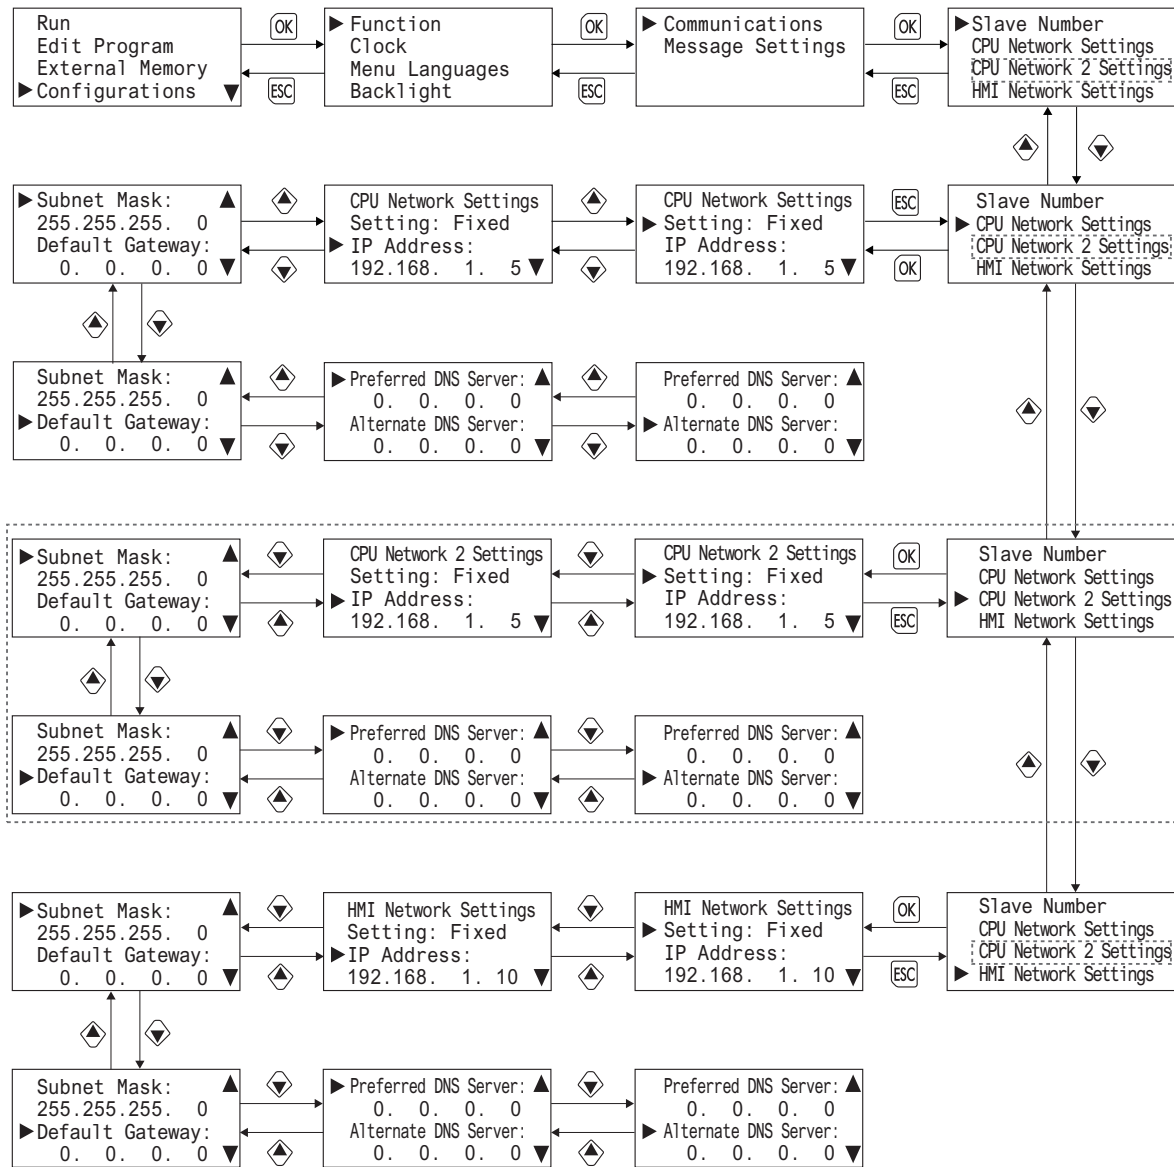 Run
Edit Program
External Memory
▶Configurations ▼
OK
ESC
▶Function
Clock
Menu Languages
Backlight
OK
ESC
▶Communications
Message Settings
OK
ESC
▶Slave Number
CPU Network Settings
CPU Network 2 Settings
HMI Network Settings
▶Subnet Mask: ▲
255.255.255. 0
Default Gateway:
0. 0. 0. 0 ▼
CPU Network Settings
Setting: Fixed
▶IP Address:
192.168. 1. 5 ▼
CPU Network Settings
▶Setting: Fixed
IP Address:
192.168. 1. 5 ▼
ESC
OK
Slave Number
▶CPU Network Settings
CPU Network 2 Settings
HMI Network Settings
Subnet Mask: ▲
255.255.255. 0
▶Default Gateway:
0. 0. 0. 0 ▼
▶Preferred DNS Server: ▲
0. 0. 0. 0
Alternate DNS Server:
0. 0. 0. 0 ▼
Preferred DNS Server: ▲
0. 0. 0. 0
▶Alternate DNS Server:
0. 0. 0. 0 ▼
▶Subnet Mask: ▲
255.255.255. 0
Default Gateway:
0. 0. 0. 0 ▼
CPU Network 2 Settings
Setting: Fixed
▶IP Address:
192.168. 1. 5 ▼
CPU Network 2 Settings
▶Setting: Fixed
IP Address:
192.168. 1. 5 ▼
OK
ESC
Slave Number
CPU Network Settings
▶CPU Network 2 Settings
HMI Network Settings
Subnet Mask: ▲
255.255.255. 0
▶Default Gateway:
0. 0. 0. 0 ▼
▶Preferred DNS Server: ▲
0. 0. 0. 0
Alternate DNS Server:
0. 0. 0. 0 ▼
Preferred DNS Server: ▲
0. 0. 0. 0
▶Alternate DNS Server:
0. 0. 0. 0 ▼
▶Subnet Mask: ▲
255.255.255. 0
Default Gateway:
0. 0. 0. 0 ▼
HMI Network Settings
Setting: Fixed
▶IP Address:
192.168. 1. 10 ▼
HMI Network Settings
▶Setting: Fixed
IP Address:
192.168. 1. 10 ▼
OK
ESC
Slave Number
CPU Network Settings
CPU Network 2 Settings
▶HMI Network Settings
Subnet Mask: ▲
255.255.255. 0
▶Default Gateway:
0. 0. 0. 0 ▼
▶Preferred DNS Server: ▲
0. 0. 0. 0
Alternate DNS Server:
0. 0. 0. 0 ▼
Preferred DNS Server: ▲
0. 0. 0. 0
▶Alternate DNS Server:
0. 0. 0. 0 ▼